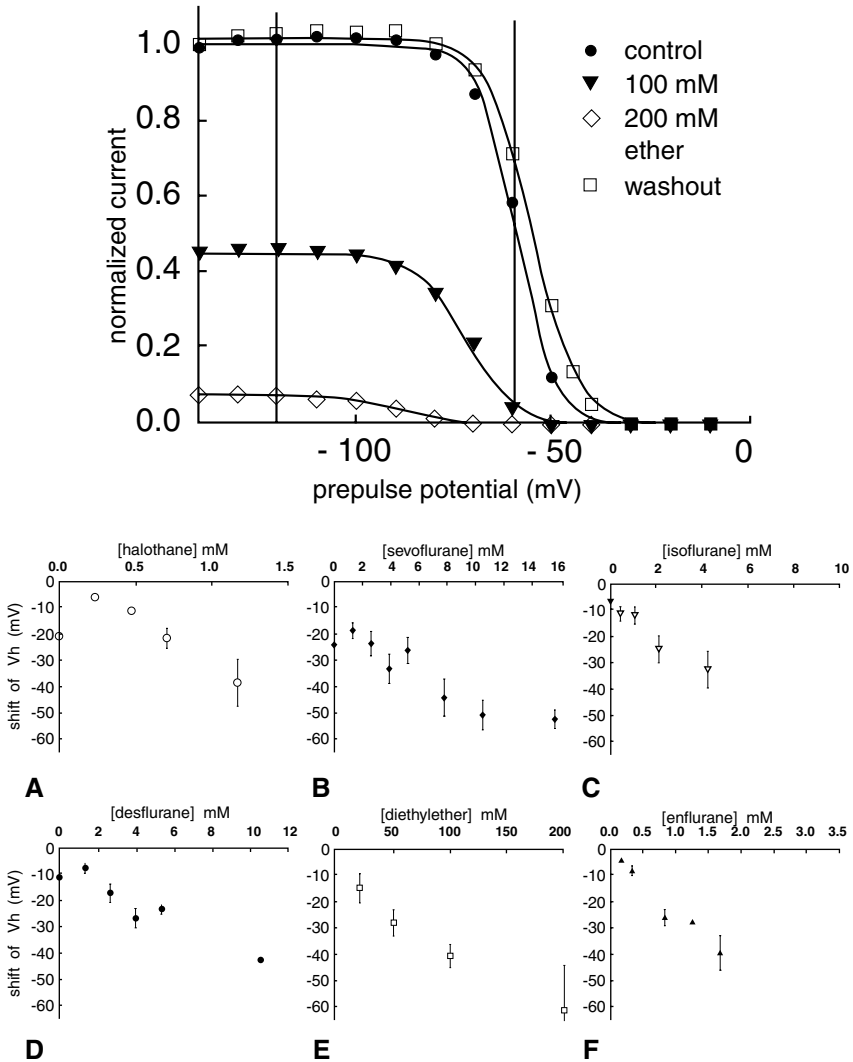 1.0
0.8
0.6
0.4
0.2
0.0
normalized current
control
100 mM
200 mM
ether
washout
- 100
- 50
0
prepulse potential (mV)
[halothane] mM
0.0 0.5 1.0 1.5
0
-10
-20
-30
-40
-50
-60
shift of Vh (mV)
A
[sevoflurane] mM
0 2 4 6 8 10 12 14 16
0
-10
-20
-30
-40
-50
-60
B
[isoflurane] mM
0 2 4 6 8 10
0
-10
-20
-30
-40
-50
-60
C
[desflurane] mM
0 2 4 6 8 10 12
0
-10
-20
-30
-40
-50
-60
shift of Vh (mV)
D
[diethylether] mM
0 50 100 150 200
0
-10
-20
-30
-40
-50
-60
E
[enflurane] mM
0.0 0.5 1.0 1.5 2.0 2.5 3.0 3.5
0
-10
-20
-30
-40
-50
-60
F